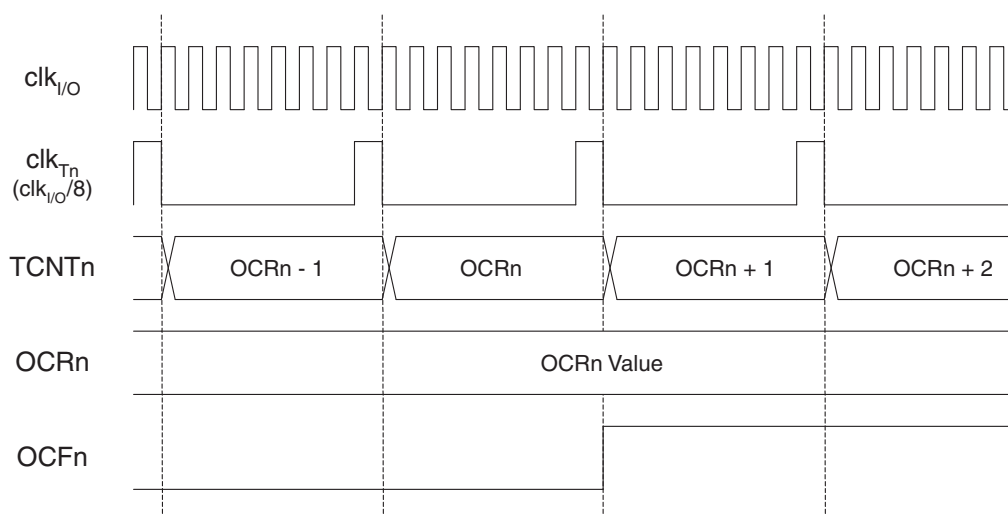 clk_I/O
clk_Tn
(clk_I/O/8)
TCNTn
OCRn - 1
OCRn
OCRn + 1
OCRn + 2
OCRn
OCRn Value
OCFn